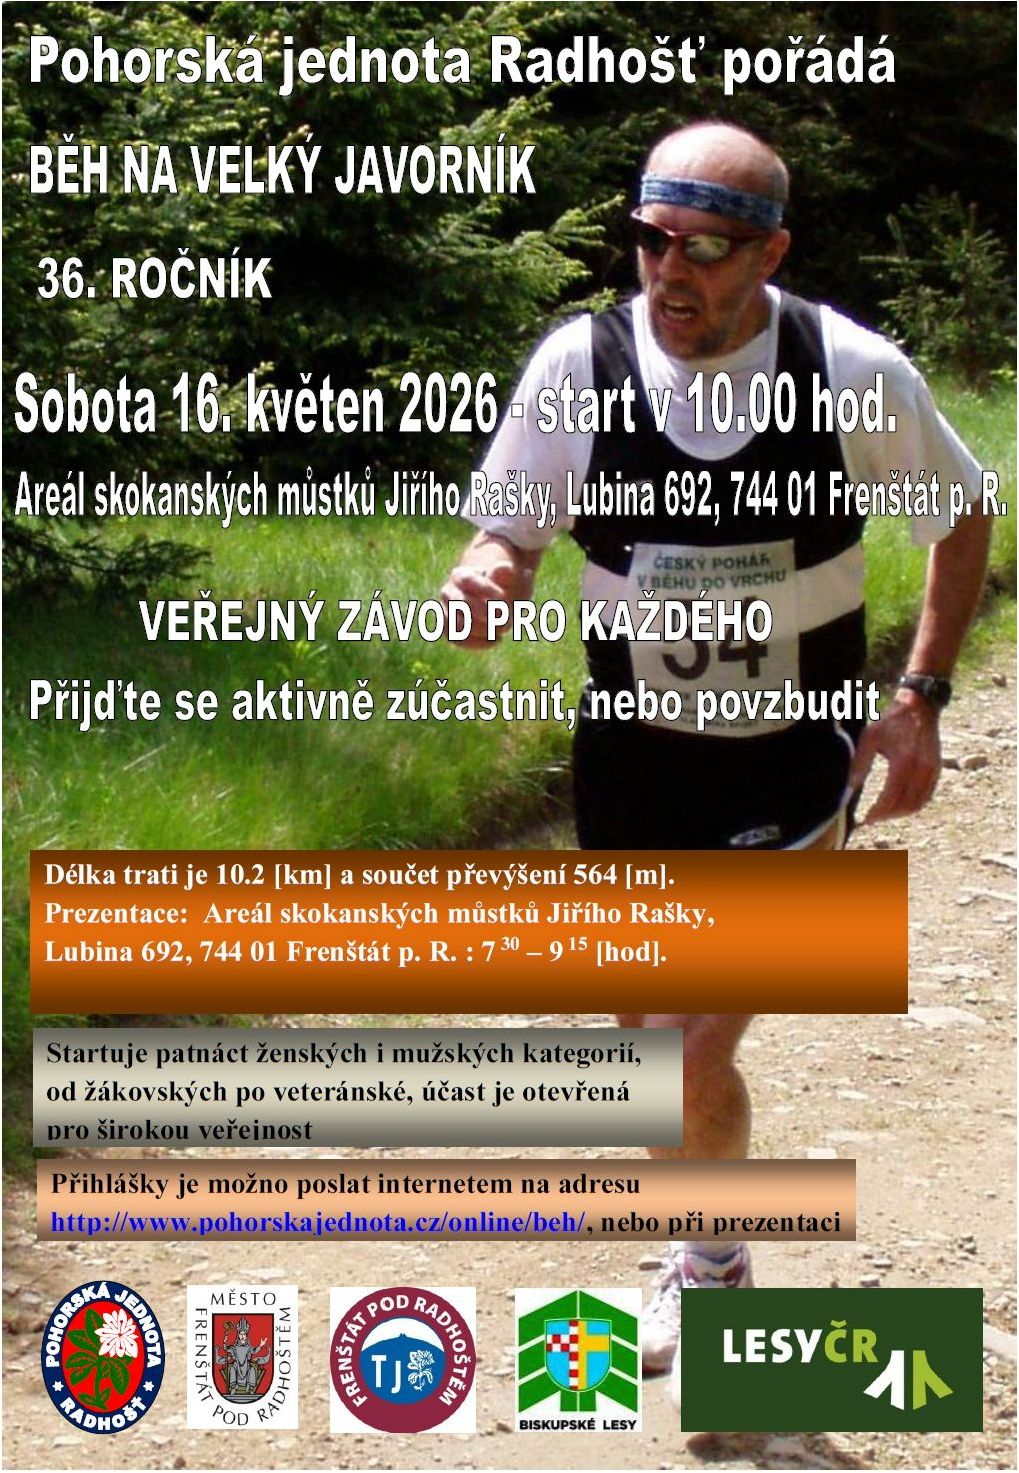 Pohorská jednota Radhošť pořádá
BĚH NA VELKÝ JAVORNÍK
36. ROČNÍK
Sobota 16. květen 2026 - start v 10.00 hod.
Areál skokanských můstků Jiřího Rašky, Lubina 692, 744 01 Frenštát p. R.
ČESKÝ POHÁR
V BĚHU DO VRCHU
54
VEŘEJNÝ ZÁVOD PRO KAŽDÉHO
Přijďte se aktivně zúčastnit, nebo povzbudit
Délka trati je 10.2 [km] a součet převýšení 564 [m].
Prezentace: Areál skokanských můstků Jiřího Rašky,
Lubina 692, 744 01 Frenštát p. R. : 7 30 – 9 15 [hod].
Startuje patnáct ženských i mužských kategorií,
od žákovských po veteránské, účast je otevřená
pro širokou veřejnost
Přihlášky je možno poslat internetem na adresu
http://www.pohorskajednota.cz/online/beh/, nebo při prezentaci
POHORSKÁ JEDNOTA
RADHOŠŤ
MĚSTO
FRENŠTÁT POD RADHOŠTĚM
FRENŠTÁT POD RADHOŠTĚM
TJ
BISKUPSKÉ LESY
LESYČR